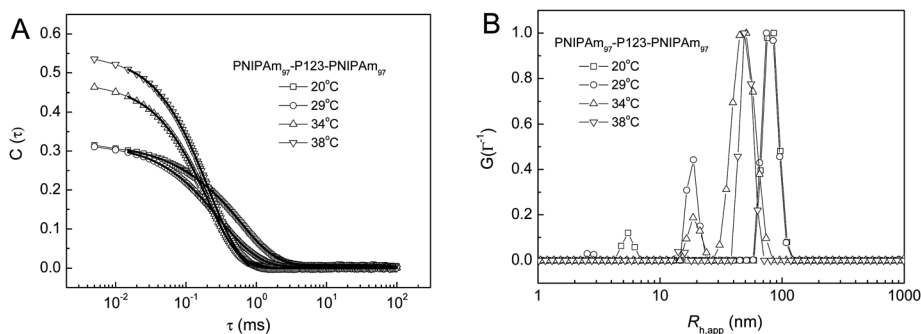 A
0.6
0.5
0.4
0.3
0.2
0.1
0.0
C (τ)
PNIPAm₉₇-P123-PNIPAm₉₇
20°C
29°C
34°C
38°C
10⁻² 10⁻¹ 10⁰ 10¹ 10²
τ (ms)
B
1.0
0.8
0.6
0.4
0.2
0.0
G(Γ⁻¹)
PNIPAm₉₇-P123-PNIPAm₉₇
20°C
29°C
34°C
38°C
1 10 100 1000
Rh,app (nm)